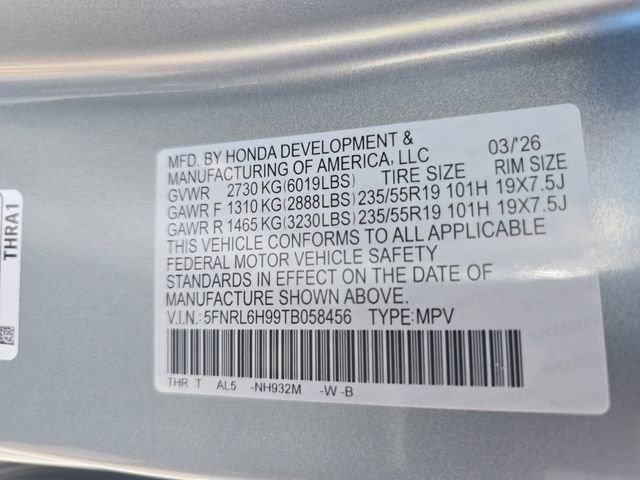 MFD. BY HONDA DEVELOPMENT & 03/'26
MANUFACTURING OF AMERICA, LLC
TIRE SIZE RIM SIZE
GVWR 2730 KG(6019LBS)
GAWR F 1310 KG(2888LBS) 235/55R19 101H 19X7.5J
GAWR R 1465 KG(3230LBS) 235/55R19 101H 19X7.5J
THIS VEHICLE CONFORMS TO ALL APPLICABLE
FEDERAL MOTOR VEHICLE SAFETY
STANDARDS IN EFFECT ON THE DATE OF
MANUFACTURE SHOWN ABOVE.
V.I.N.: 5FNRL6H99TB058456 TYPE: MPV
THR T AL5 -NH932M -W -B
THRA1